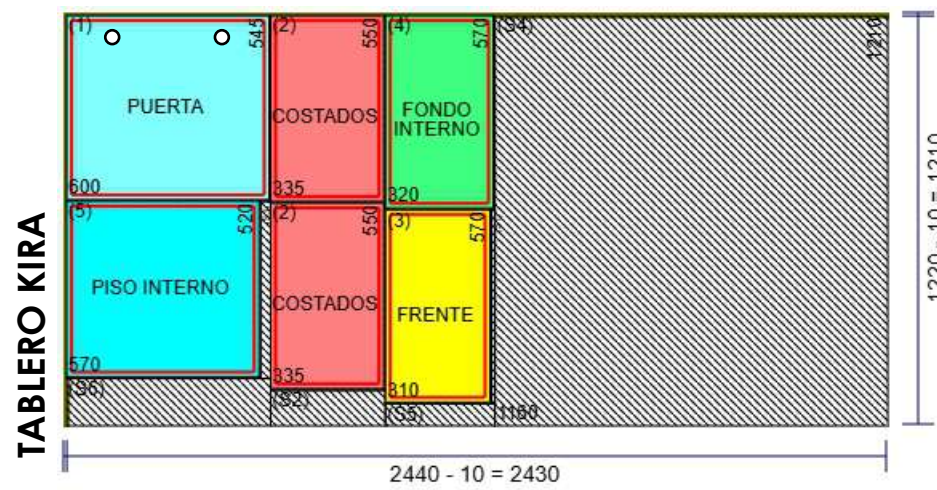 TABLERO KIRA
(1)
545
PUERTA
600
(2)
550
COSTADOS
335
(4)
570
FONDO
INTERNO
320
(S4)
1210
1160
(5)
520
PISO INTERNO
570
(2)
550
COSTADOS
335
(3)
570
FRENTE
310
(S6)
(S2)
(S5)
1220 - 10 = 1210
2440 - 10 = 2430